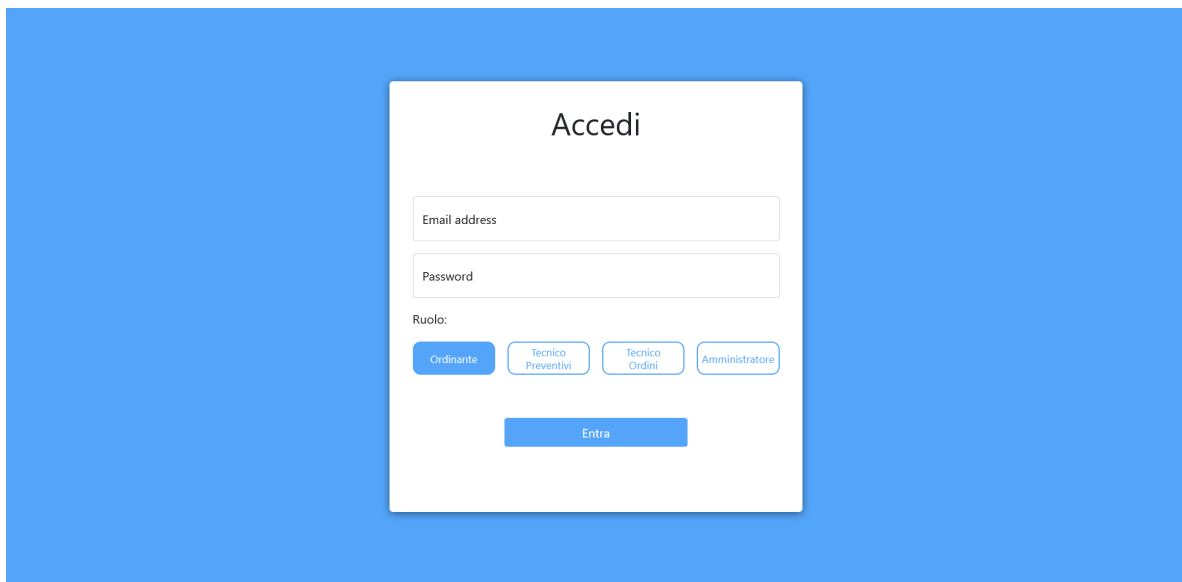 Accedi
Email address
Password
Ruolo:
Ordinante
Tecnico
Preventivi
Tecnico
Ordini
Amministratore
Entra